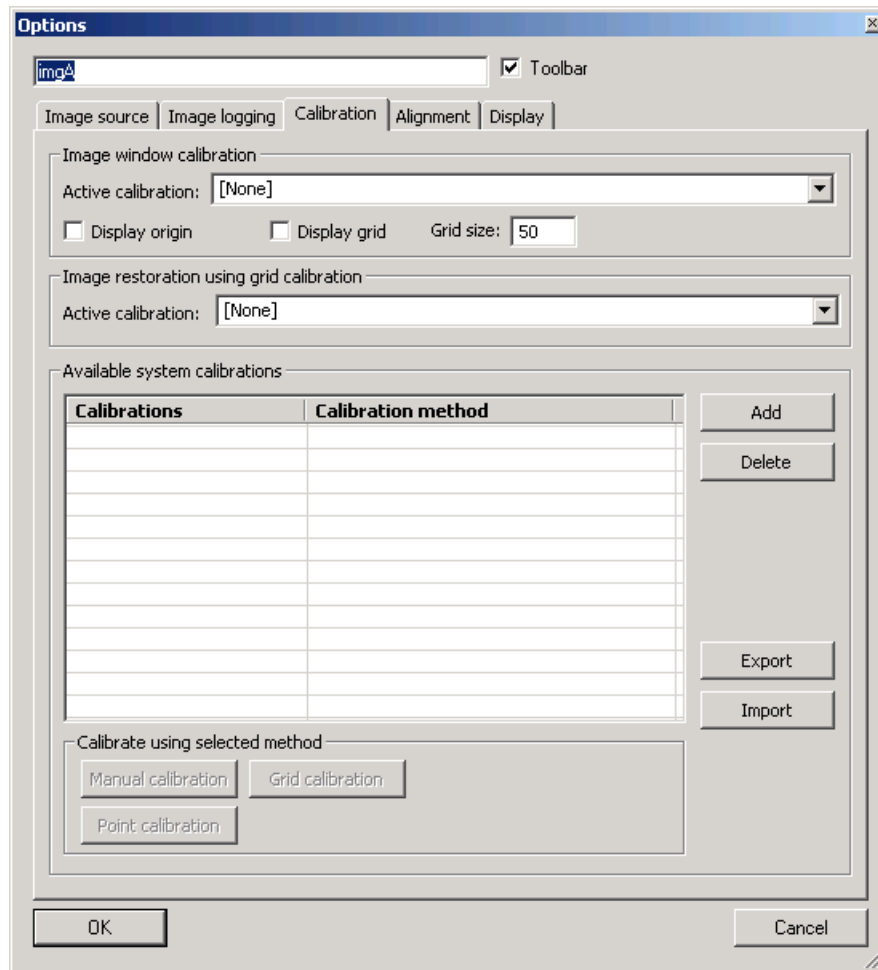 Options
imgA Toolbar
Image source Image logging Calibration Alignment Display
Image window calibration
Active calibration: [None]
Display origin Display grid Grid size: 50
Image restoration using grid calibration
Active calibration: [None]
Available system calibrations
Calibrations Calibration method Add
Delete
Export
Import
Calibrate using selected method
Manual calibration Grid calibration
Point calibration
OK Cancel